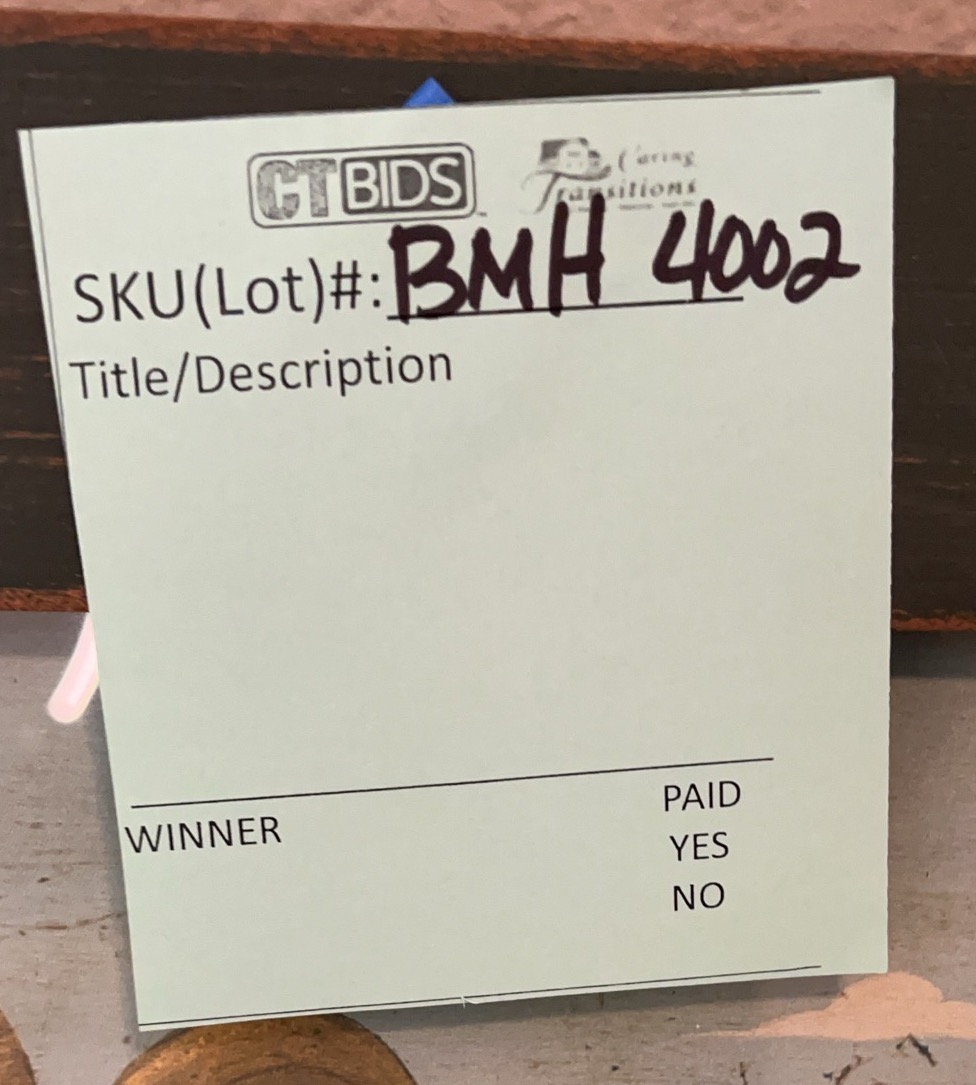 CTBIDS
Caring
Transitions
SKU(Lot)#: BMH 4002
Title/Description
WINNER
PAID
YES
NO